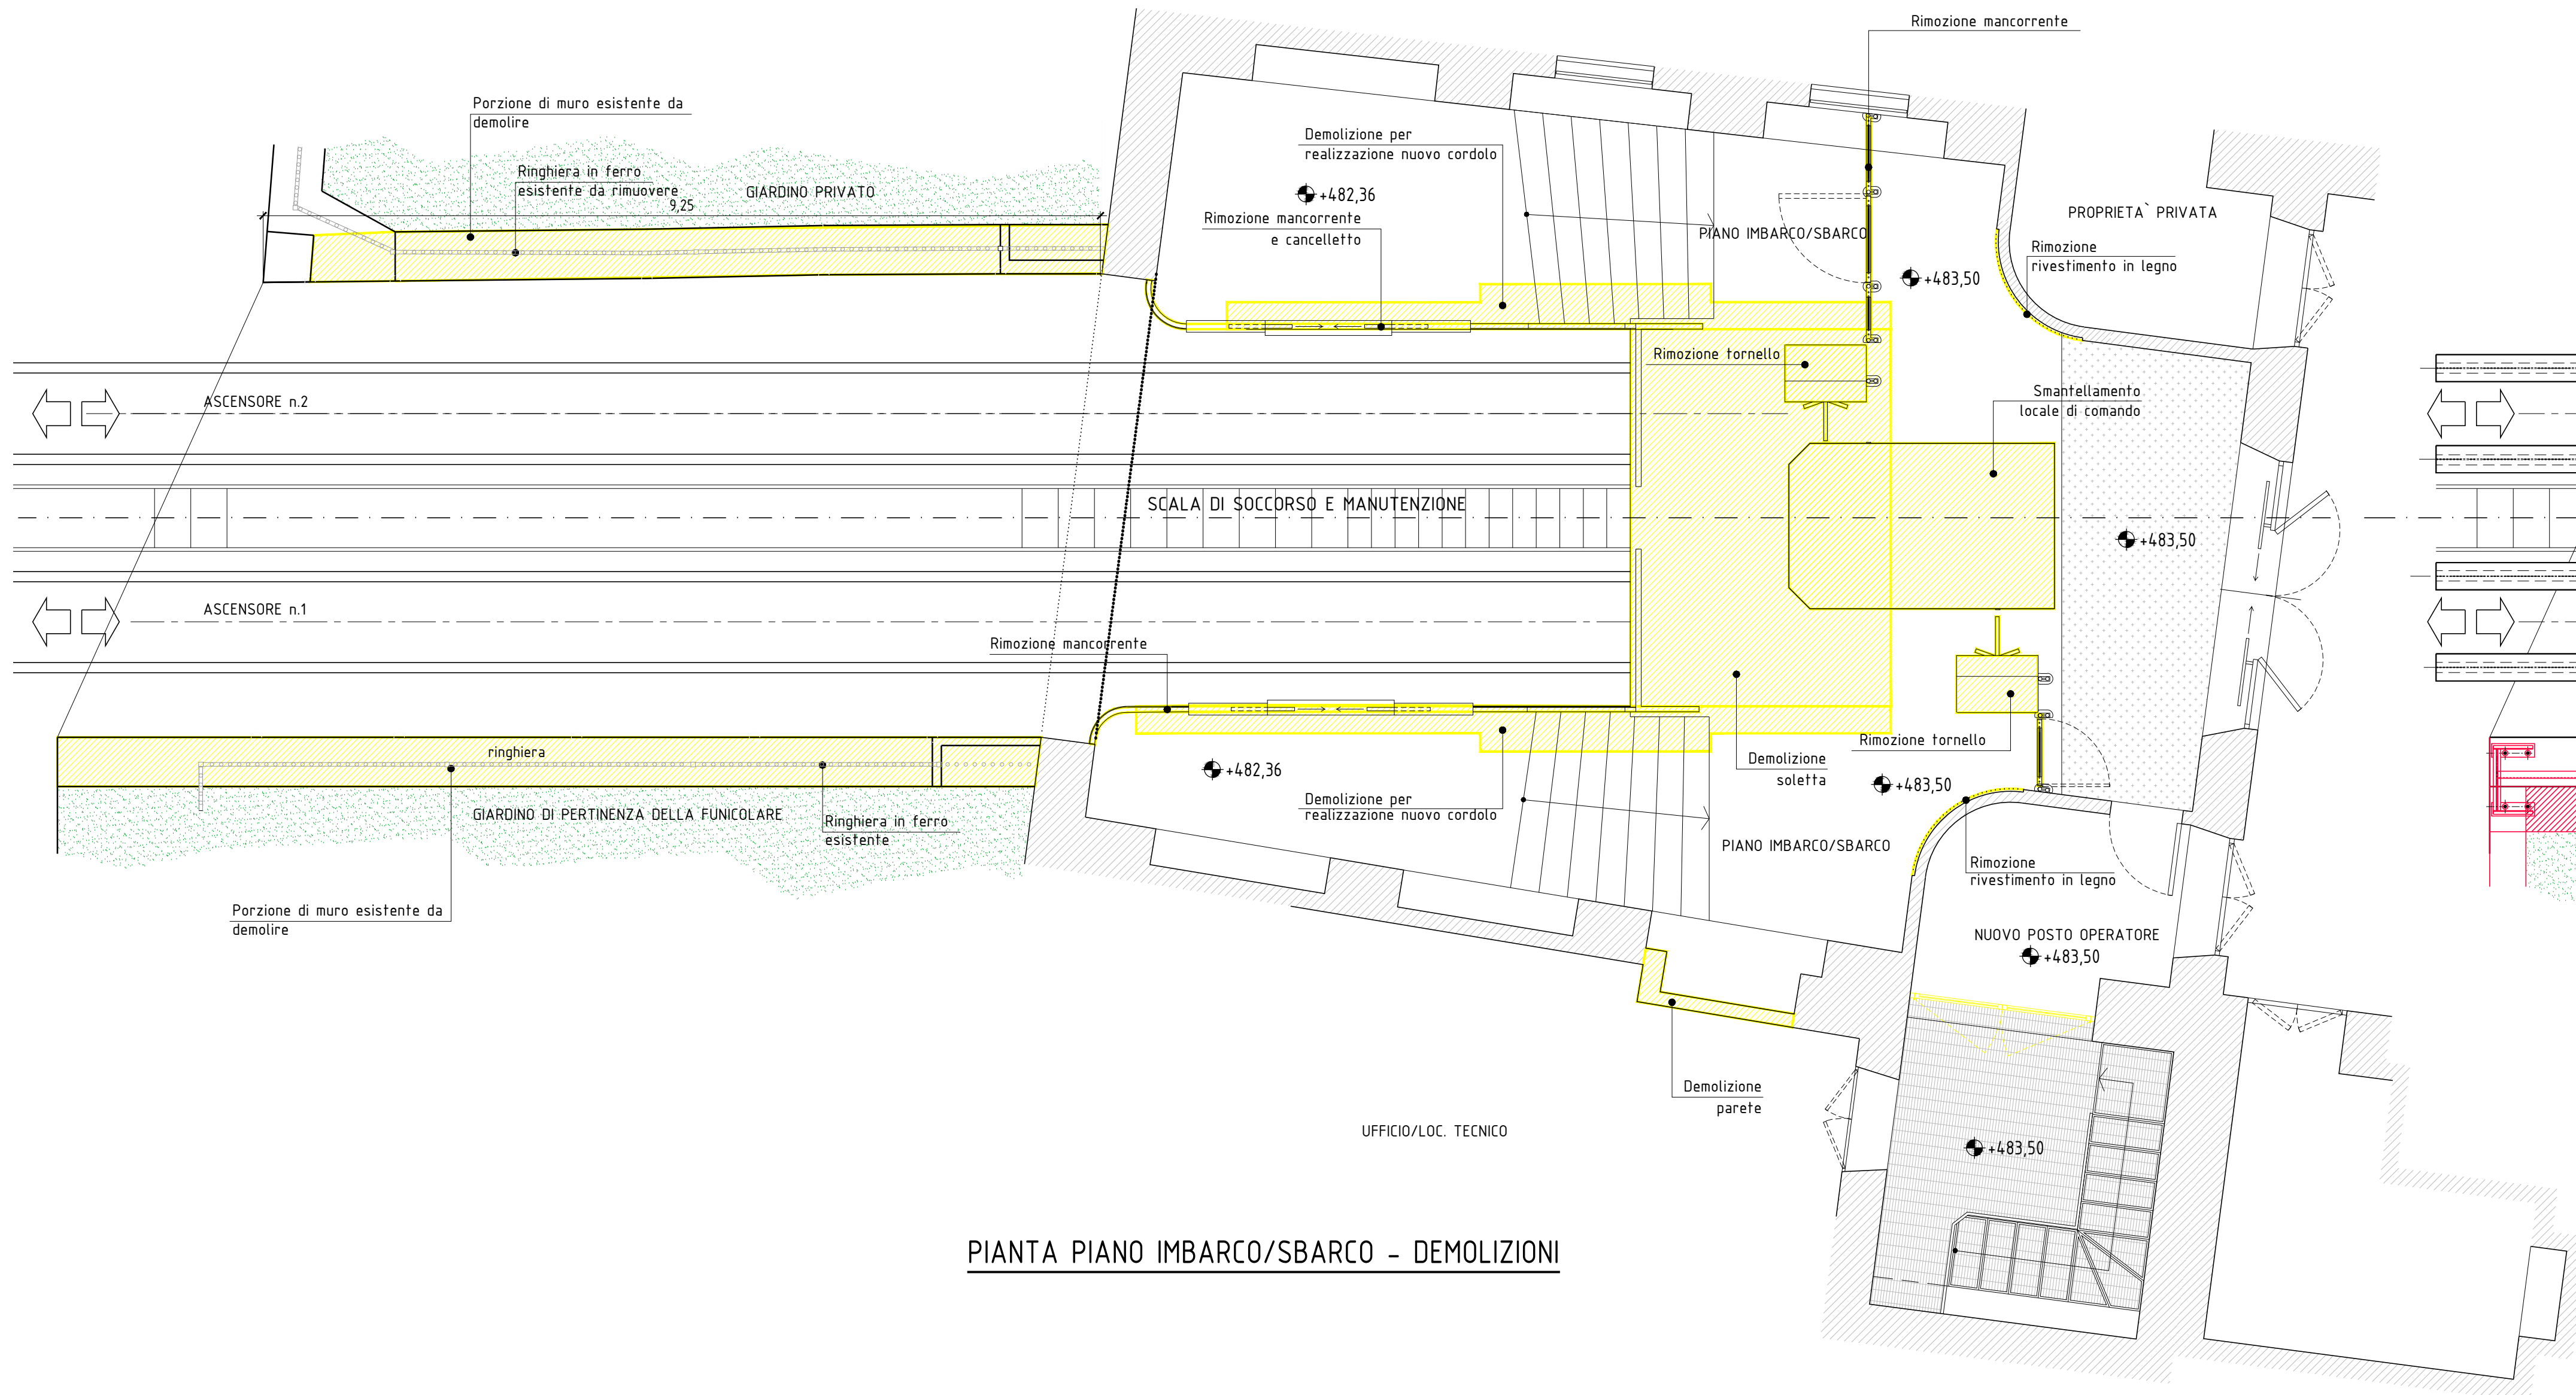 Rimozione mancorrente
Porzione di muro esistente da
demolire
Demolizione per
realizzazione nuovo cordolo
Ringhiera in ferro
esistente da rimuovere
GIARDINO PRIVATO
9,25
+482,36
Rimozione mancorrente
e cancelletto
PIANO IMBARCO/SBARCO
PROPRIETA` PRIVATA
Rimozione
rivestimento in legno
+483,50
Rimozione tornello
Smantellamento
locale di comando
ASCENSORE n.2
SCALA DI SOCCORSO E MANUTENZIONE
+483,50
ASCENSORE n.1
Rimozione mancorrente
ringhiera
Rimozione tornello
Demolizione
soletta
+482,36
+483,50
Demolizione per
realizzazione nuovo cordolo
GIARDINO DI PERTINENZA DELLA FUNICOLARE
Ringhiera in ferro
esistente
PIANO IMBARCO/SBARCO
Rimozione
rivestimento in legno
Porzione di muro esistente da
demolire
NUOVO POSTO OPERATORE
+483,50
Demolizione
parete
UFFICIO/LOC. TECNICO
+483,50
PIANTA PIANO IMBARCO/SBARCO - DEMOLIZIONI